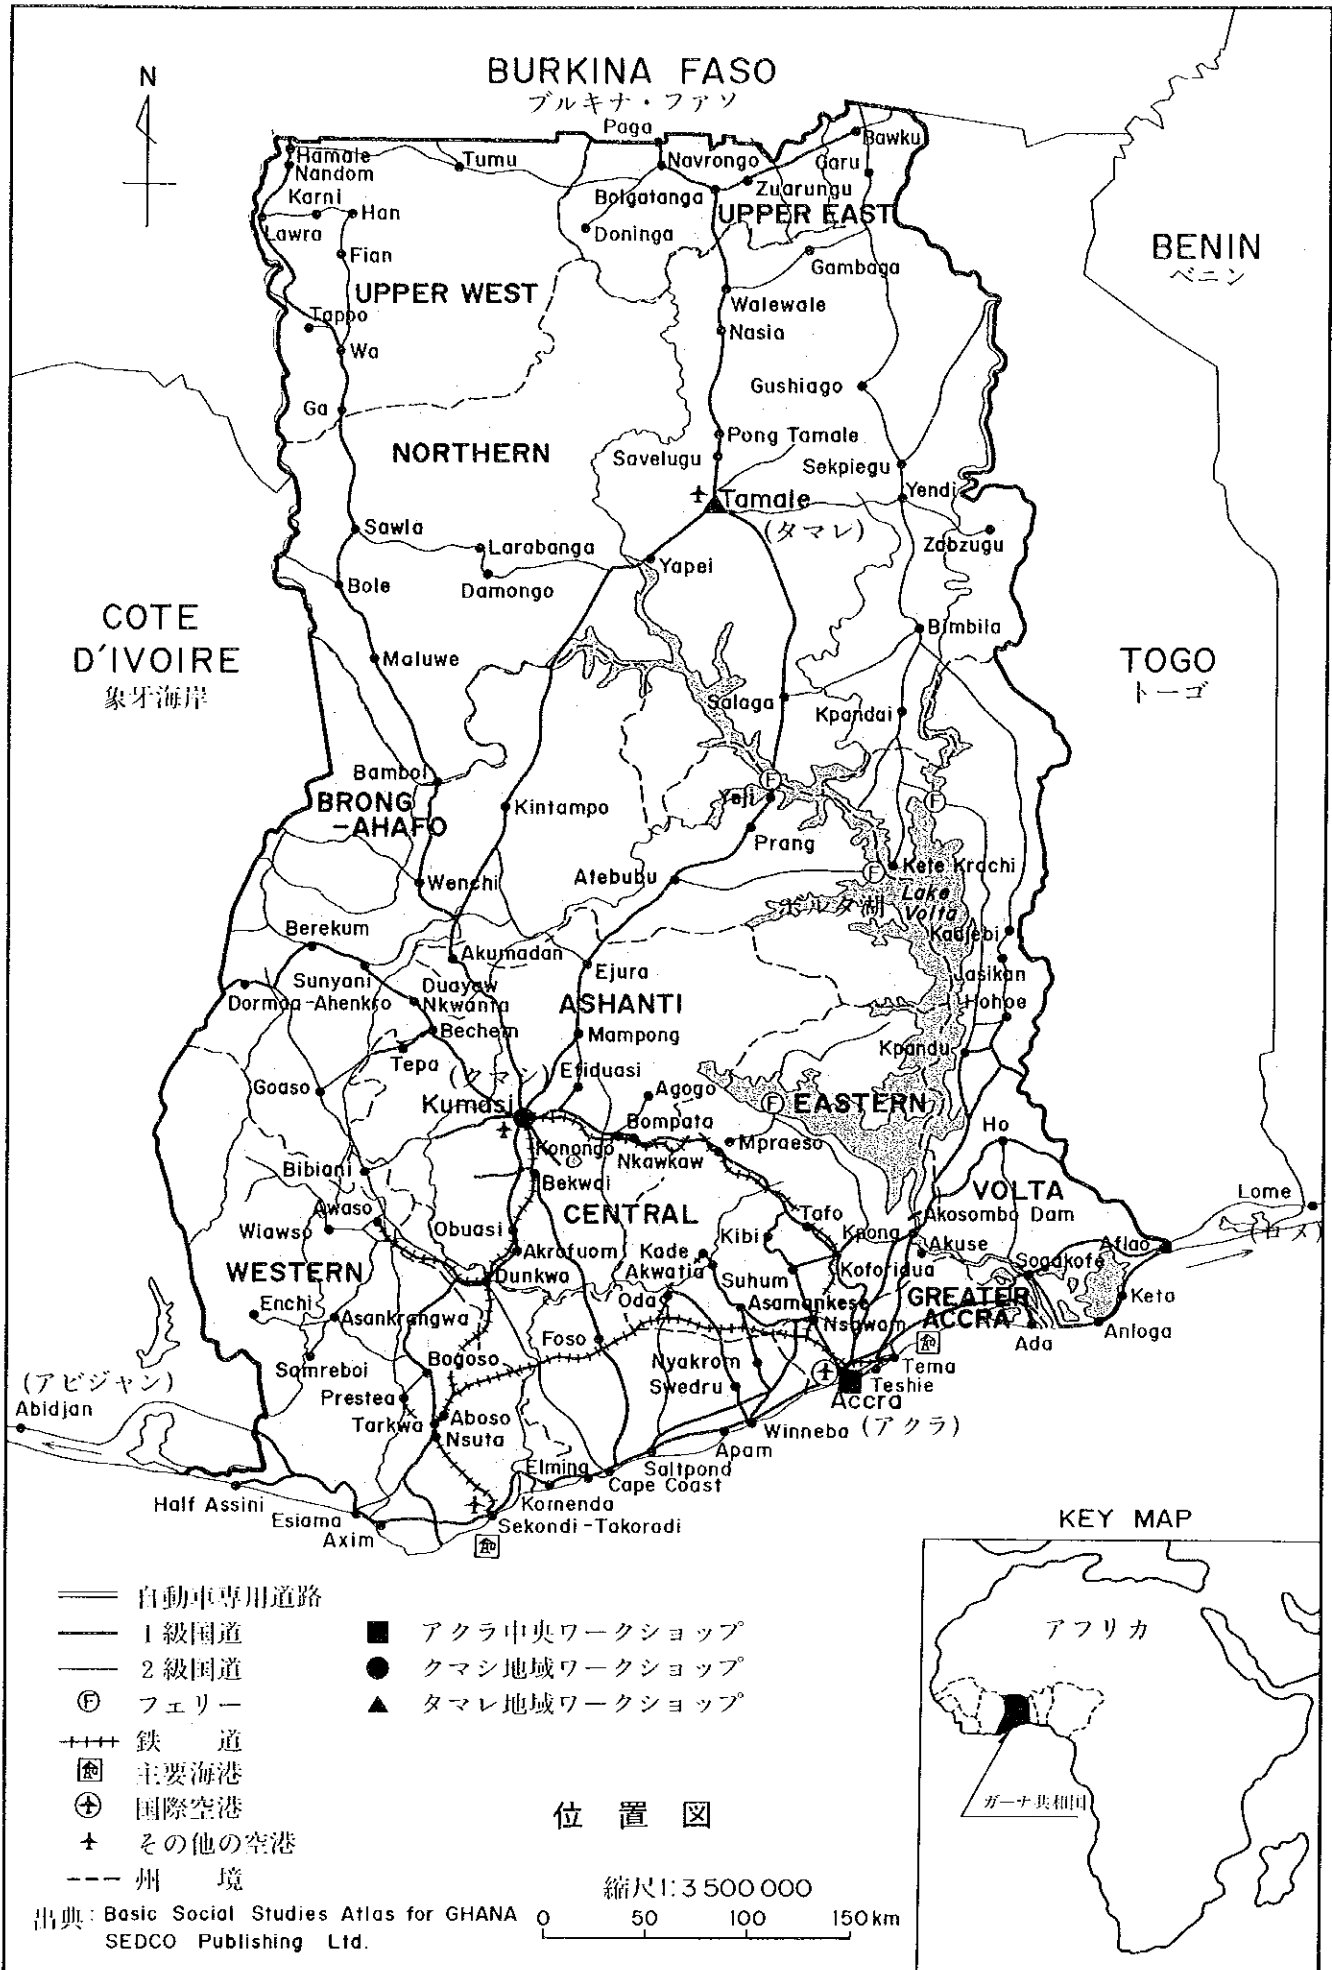 BURKINA FASO
ブルキナ・ファソ
N
Paga
Bawku
Hamale
Nandom
Tumu
Navrongo
Garu
Zuarungu
Bolgatanga
UPPER EAST
Karni
Han
Lawra
Doninga
Fian
Gambaga
BENIN
ベニン
UPPER WEST
Walewale
Tappo
Nasia
Wa
Gushiago
Ga
Pong Tamale
NORTHERN
Savelugu
Sekpiegu
Tamale
(タマレ)
Yendi
Sawla
Zabzugu
Larabanga
Yapei
Damongo
Bole
COTE
D'IVOIRE
象牙海岸
Bimbila
Maluwe
TOGO
トーゴ
Salaga
Kpandai
Bamboi
F
F
BRONG
-AHAFO
Kintampo
Yeji
Prang
Kete Krachi
Atebubu
F
Wenchi
ボルタ湖
Lake
Volta
Berekum
Kadjebi
Akumadan
Ejura
Sunyani
Jasikan
Dormaa-Ahenkro
Duayaw
Nkwanta
ASHANTI
Hohoe
Bechem
Mampong
Tepa
Kpandu
(クマシ)
Efiduasi
Goaso
Agogo
Kumasi
F
EASTERN
Bompata
Ho
Konongo
Mpraeso
Nkawkaw
Bibiani
Bekwai
VOLTA
Lome
(ロメ)
Awaso
CENTRAL
Tafo
Akosombo Dam
Wiawso
Obuasi
Kibi
Kpong
Akrofuom
Kade
Akuse
Aflao
Akwatia
Koforidua
Sogakofe
WESTERN
Dunkwa
Suhum
Enchi
Oda
Asamankese
GREATER
ACCRA
Keta
Asankrangwa
Nsawam
Foso
Ada
Anloga
Samreboi
Bogoso
Nyakrom
Tema
(アビジャン)
Swedru
Teshie
Abidjan
Prestea
Accra
(アクラ)
Aboso
Tarkwa
Winneba
Nsuta
Apam
Saltpond
Elming
Cape Coast
Half Assini
Komenda
Esiama
Sekondi-Takoradi
Axim
KEY MAP
アフリカ
ガーナ共和国
自動車専用道路
1級国道
2級国道
F フェリー
鉄 道
主要海港
国際空港
その他の空港
州 境
アクラ中央ワークショップ
クマシ地域ワークショップ
タマレ地域ワークショップ
位 置 図
縮尺1:3500000
0 50 100 150km
出典: Basic Social Studies Atlas for GHANA
SEDCO Publishing Ltd.